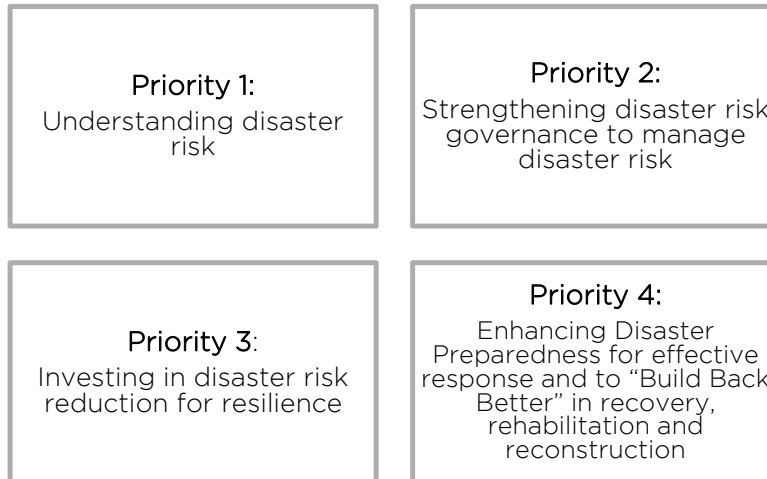 Priority 1:
Understanding disaster
risk
Priority 2:
Strengthening disaster risk
governance to manage
disaster risk
Priority 3:
Investing in disaster risk
reduction for resilience
Priority 4:
Enhancing Disaster
Preparedness for effective
response and to “Build Back
Better” in recovery,
rehabilitation and
reconstruction